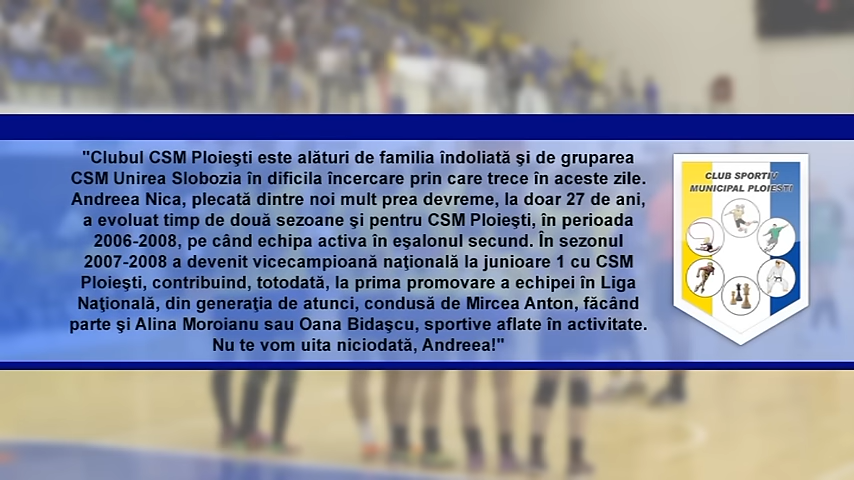 "Clubul CSM Ploieşti este alături de familia îndoliată şi de gruparea
CSM Unirea Slobozia în dificila încercare prin care trece în aceste zile.
Andreea Nica, plecată dintre noi mult prea devreme, la doar 27 de ani,
a evoluat timp de două sezoane şi pentru CSM Ploieşti, în perioada
2006-2008, pe când echipa activa în eşalonul secund. În sezonul
2007-2008 a devenit vicecampioană naţională la junioare 1 cu CSM
Ploieşti, contribuind, totodată, la prima promovare a echipei în Liga
Naţională, din generaţia de atunci, condusă de Mircea Anton, făcând
parte şi Alina Moroianu sau Oana Bidaşcu, sportive aflate în activitate.
Nu te vom uita niciodată, Andreea!"
CLUB SPORTIV
MUNICIPAL PLOIESTI